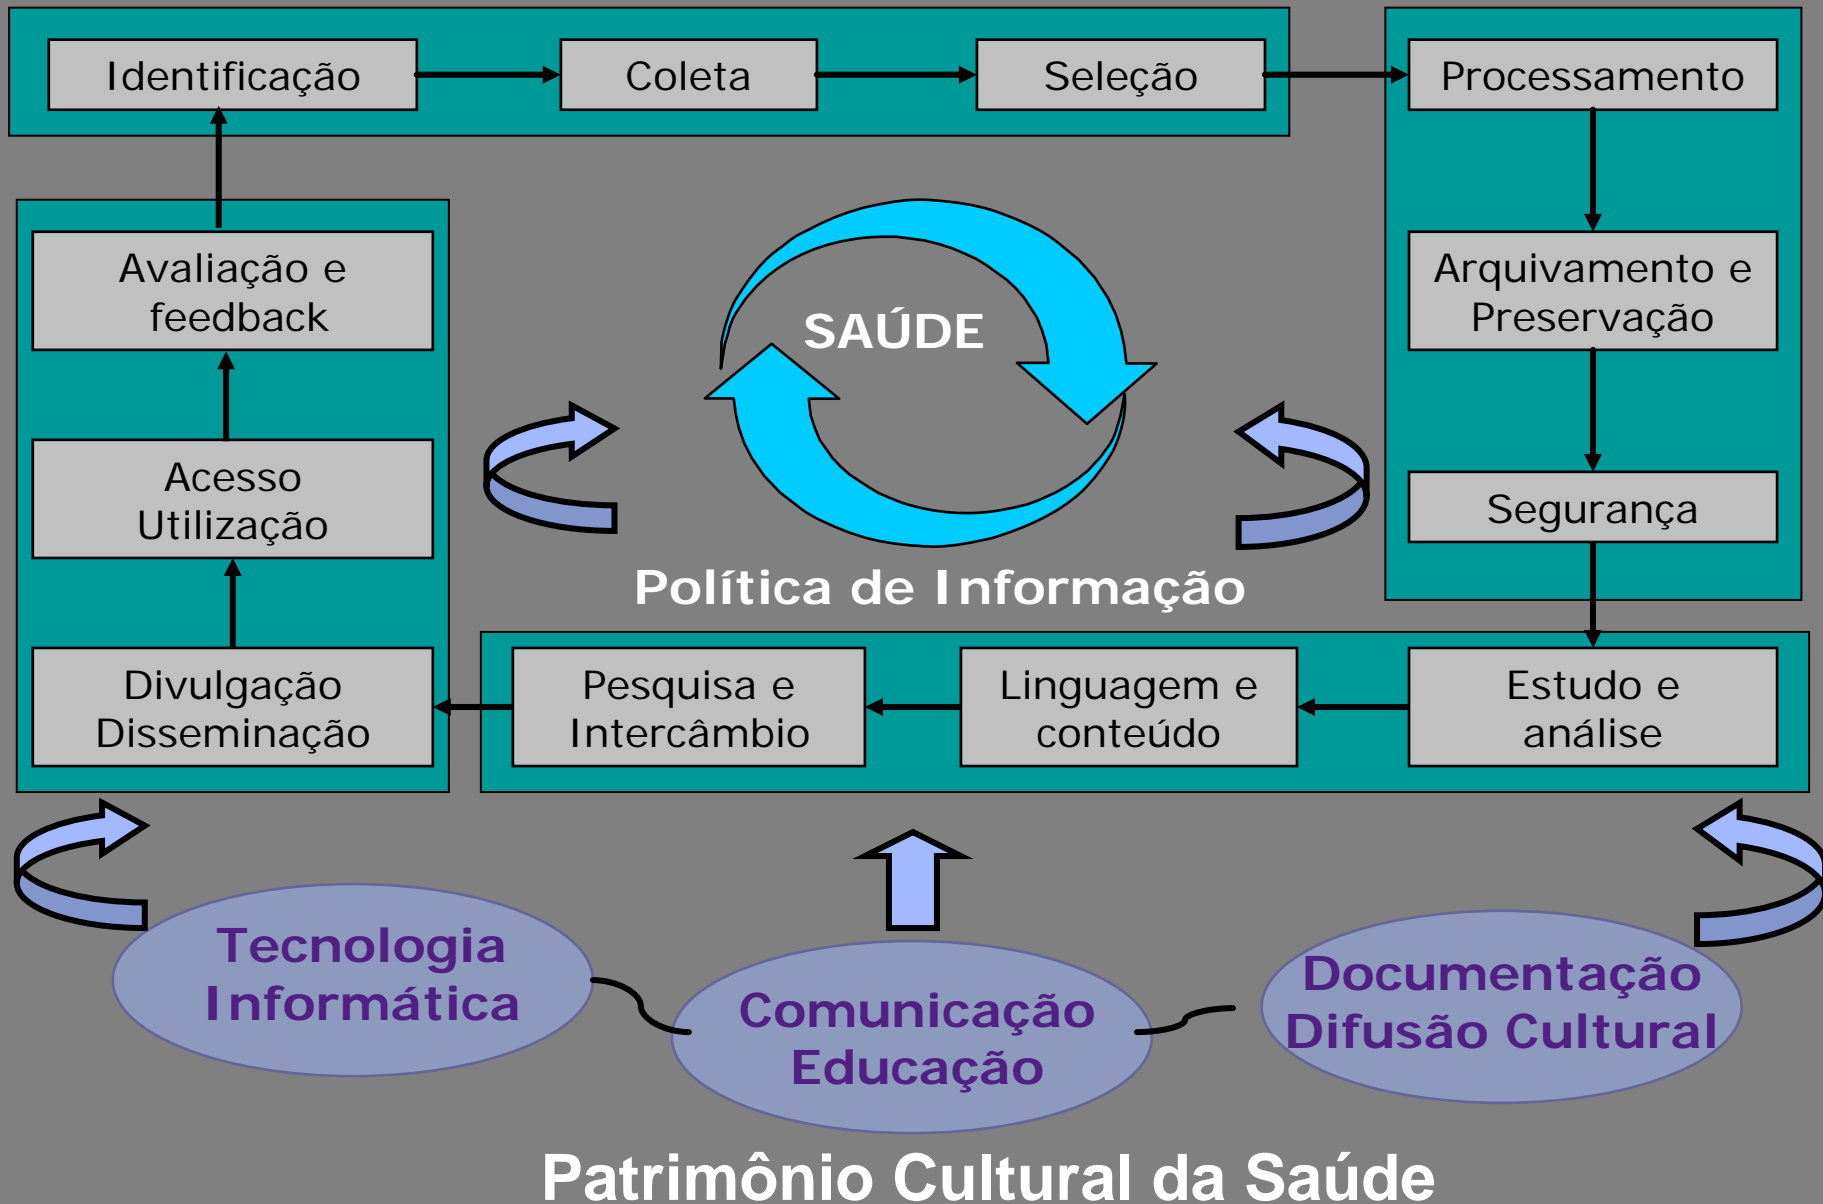 Identificação
Coleta
Seleção
Processamento
Avaliação e
feedback
SAÚDE
Arquivamento e
Preservação
Acesso
Utilização
Segurança
Política de Informação
Divulgação
Disseminação
Pesquisa e
Intercâmbio
Linguagem e
conteúdo
Estudo e
análise
Tecnologia
Informática
Comunicação
Educação
Documentação
Difusão Cultural
Patrimônio Cultural da Saúde